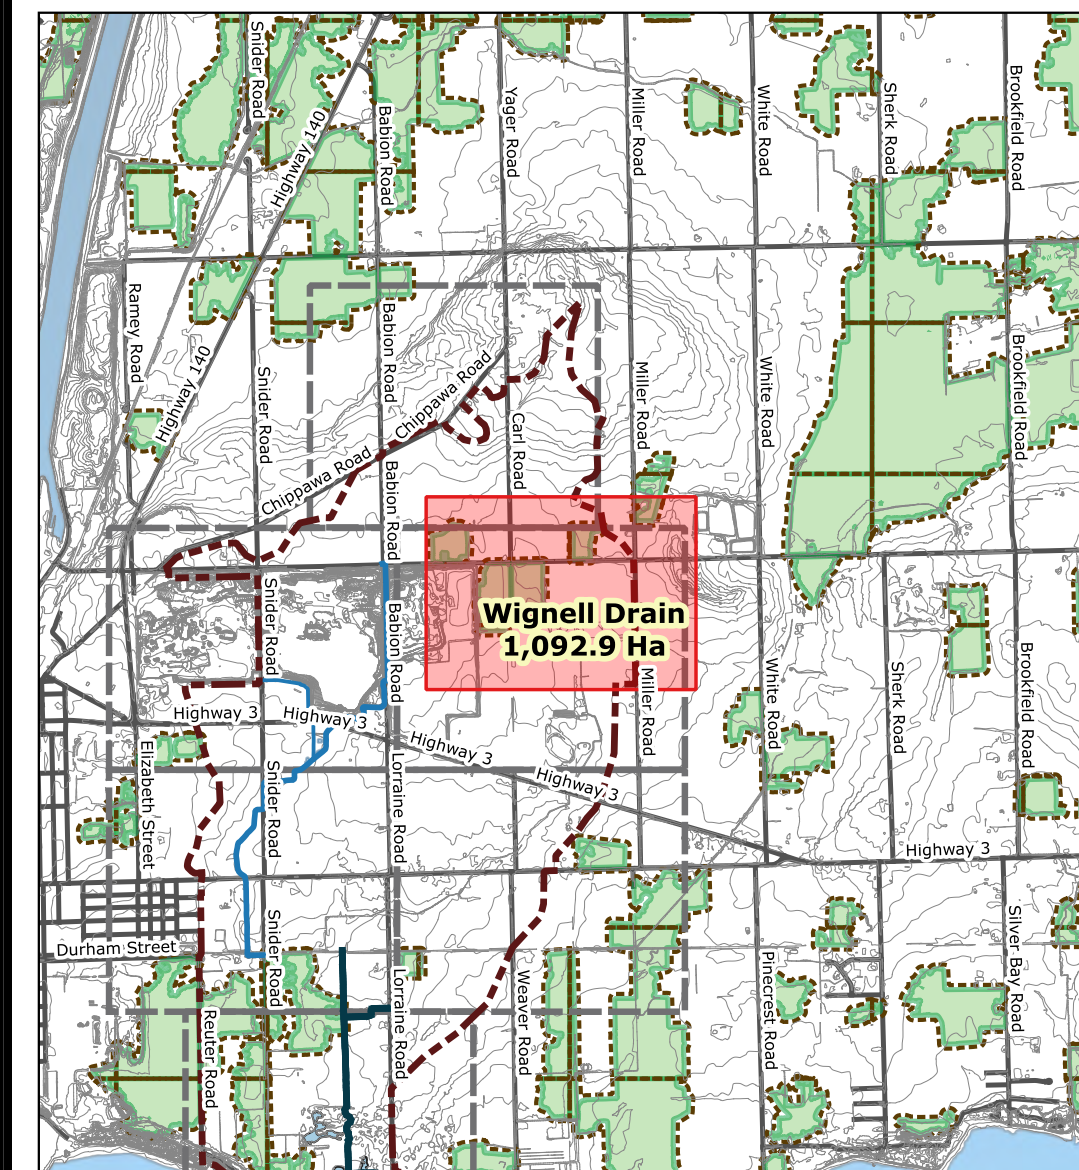 Snider Road
Highway 140
Babion Road
Yager Road
Miller Road
White Road
Sherk Road
Brookfield Road
Ramey Road
Highway 140
Snider Road
Babion Road
Chippawa Road
Chippawa Road
Carl Road
Miller Road
White Road
Brookfield Road
Babion Road
Wignell Drain
1,092.9 Ha
Snider Road
Babion Road
Miller Road
White Road
Sherk Road
Brookfield Road
Highway 3
Highway 3
Highway 3
Highway 3
Elizabeth Street
Snider Road
Lorraine Road
Highway 3
Durham Street
Snider Road
Lorraine Road
Weaver Road
Pinecrest Road
Silver Bay Road
Reuter Road